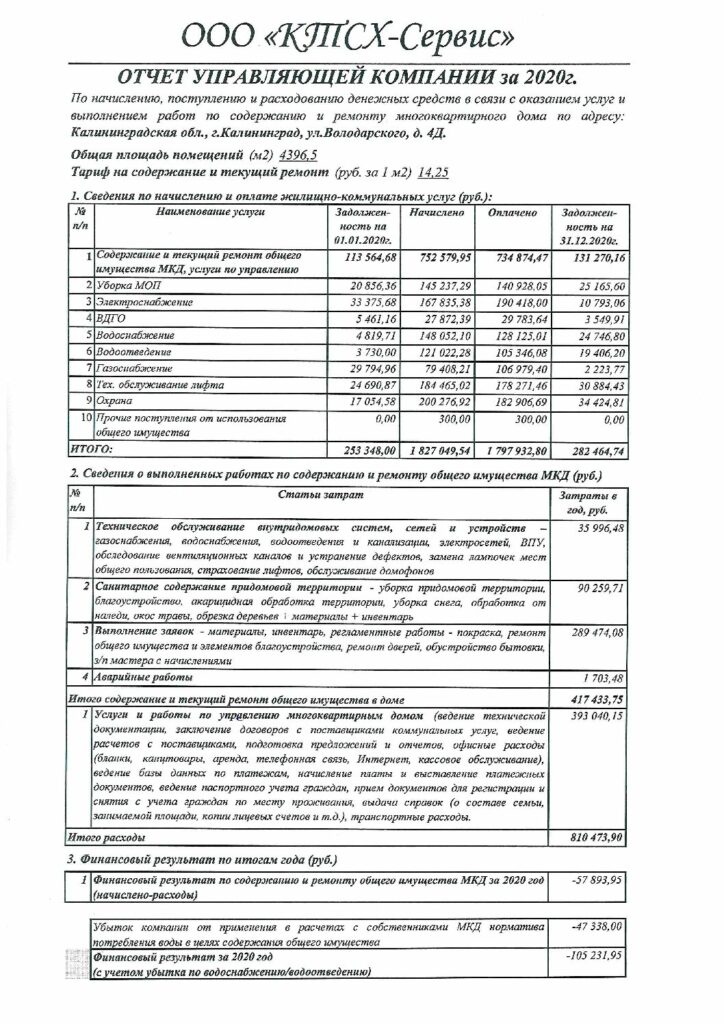 ООО «КТСХ-Сервис»
ОТЧЕТ УПРАВЛЯЮЩЕЙ КОМПАНИИ за 2020г.
По начислению, поступлению и расходованию денежных средств в связи с оказанием услуг и
выполнением работ по содержанию и ремонту многоквартирного дома по адресу:
Калининградская обл., г.Калининград, ул.Володарского, д. 4Д.
Общая площадь помещений (м2) 4396,5
Тариф на содержание и текущий ремонт (руб. за 1 м2) 14,25
1. Сведения по начислению и оплате жилищно-коммунальных услуг (руб.):
№ п/п Наименование услуги Задолжен-ность на 01.01.2020г. Начислено Оплачено Задолжен-ность на 31.12.2020г.
1 Содержание и текущий ремонт общего имущества МКД, услуги по управлению 113 564,68 752 579,95 734 874,47 131 270,16
2 Уборка МОП 20 856,36 145 237,29 140 928,05 25 165,60
3 Электроснабжение 33 375,68 167 835,38 190 418,00 10 793,06
4 ВДГО 5 461,16 27 872,39 29 783,64 3 549,91
5 Водоснабжение 4 819,71 148 052,10 128 125,01 24 746,80
6 Водоотведение 3 730,00 121 022,28 105 346,08 19 406,20
7 Газоснабжение 29 794,96 79 408,21 106 979,40 2 223,77
8 Тех. обслуживание лифта 24 690,87 184 465,02 178 271,46 30 884,43
9 Охрана 17 054,58 200 276,92 182 906,69 34 424,81
10 Прочие поступления от использования общего имущества 0,00 300,00 300,00 0,00
ИТОГО: 253 348,00 1 827 049,54 1 797 932,80 282 464,74
2. Сведения о выполненных работах по содержанию и ремонту общего имущества МКД (руб.)
№ п/п Статьи затрат Затраты в год, руб.
1 Техническое обслуживание внутридомовых систем, сетей и устройств – 35 996,48
газоснабжения, водоснабжения, водоотведения и канализации, электросетей, ВПУ,
обследование вентиляционных каналов и устранение дефектов, замена лампочек мест
общего пользования, страхование лифтов, обслуживание домофонов
2 Санитарное содержание придомовой территории - уборка придомовой территории, 90 259,71
благоустройство, акарицидная обработка территории, уборка снега, обработка от
наледи, окос травы, обрезка деревьев + материалы + инвентарь
3 Выполнение заявок - материалы, инвентарь, регламентные работы - покраска, ремонт 289 474,08
общего имущества и элементов благоустройства, ремонт дверей, обустройство бытовки,
з/п мастера с начислениями
4 Аварийные работы 1 703,48
Итого содержание и текущий ремонт общего имущества в доме 417 433,75
1 Услуги и работы по управлению многоквартирным домом (ведение технической 393 040,15
документации, заключение договоров с поставщиками коммунальных услуг, ведение
расчетов с поставщиками, подготовка предложений и отчетов, офисные расходы
(бланки, канцтовары, аренда, телефонная связь, Интернет, кассовое обслуживание),
ведение базы данных по платежам, начисление платы и выставление платежных
документов, ведение паспортного учета граждан, прием документов для регистрации и
снятия с учета граждан по месту проживания, выдача справок (о составе семьи,
занимаемой площади, копии лицевых счетов и т.д.), транспортные расходы.
Итого расходы 810 473,90
3. Финансовый результат по итогам года (руб.)
1 Финансовый результат по содержанию и ремонту общего имущества МКД за 2020 год -57 893,95
(начислено-расходы)
Убыток компании от применения в расчетах с собственниками МКД норматива -47 338,00
потребления воды в целях содержания общего имущества
Финансовый результат за 2020 год -105 231,95
(с учетом убытка по водоснабжению/водоотведению)